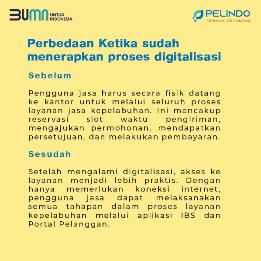 BUMN UNTUK INDONESIA
PELINDO
Perbedaan Ketika sudah
menerapkan proses digitalisasi
Sebelum
Pengguna jasa harus secara fisik datang
ke kantor untuk melalui seluruh proses
layanan jasa kepelabuhan. Ini mencakup
reservasi slot waktu pengiriman,
mengajukan permohonan, mendapatkan
persetujuan, dan melakukan pembayaran.
Sesudah
Setelah mengalami digitalisasi, akses ke
layanan menjadi lebih praktis. Dengan
hanya memerlukan koneksi internet,
pengguna jasa dapat melaksanakan
semua tahapan dalam proses layanan
kepelabuhan melalui aplikasi IBS dan
Portal Pelanggan.